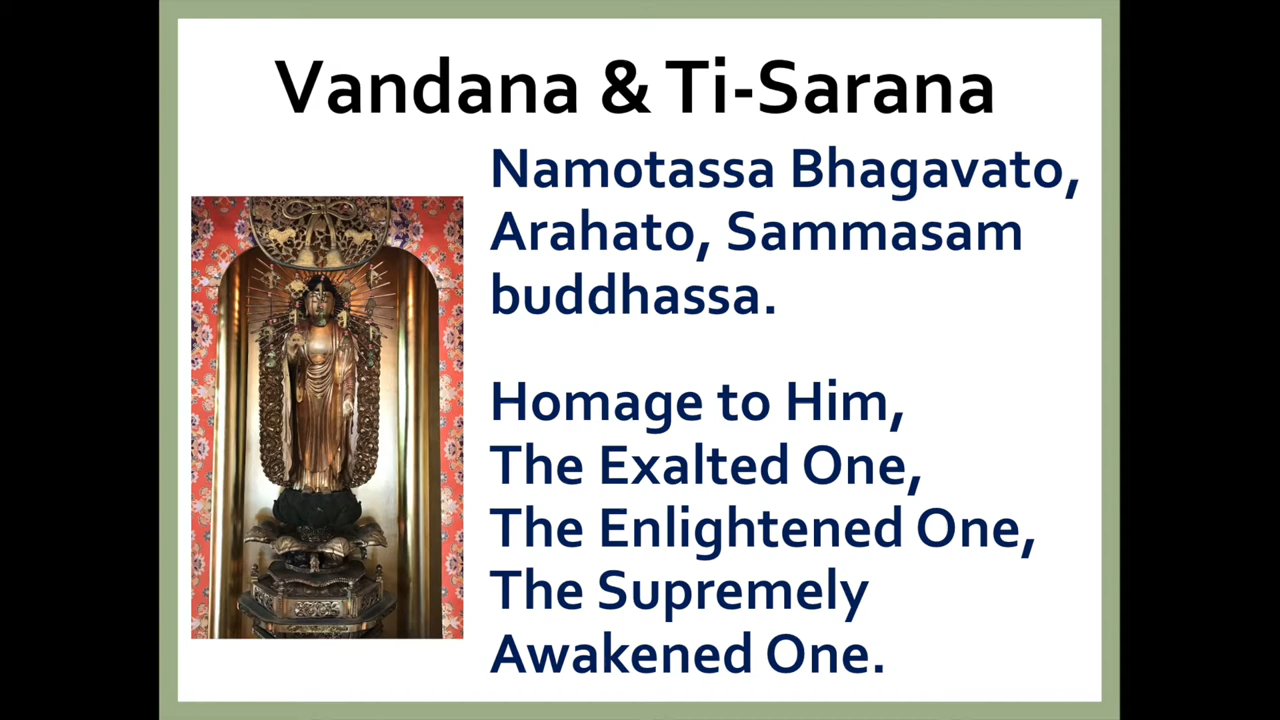 Vandana & Ti-Sarana
Namotassa Bhagavato,
Arahato, Sammasam
buddhassa.
Homage to Him,
The Exalted One,
The Enlightened One,
The Supremely
Awakened One.